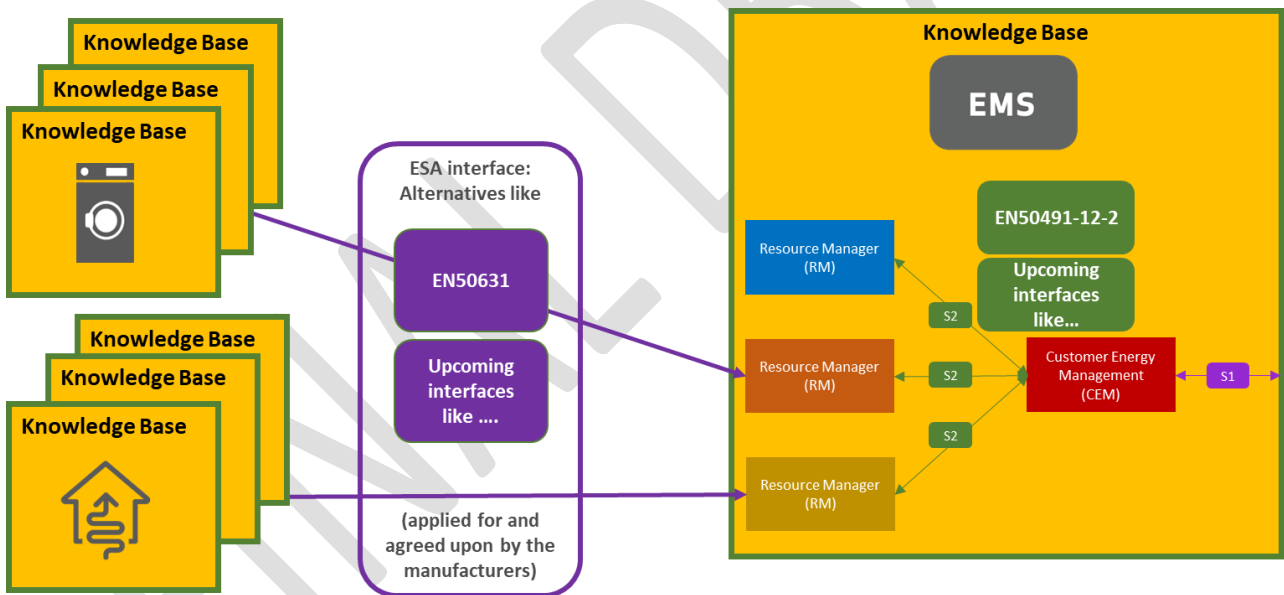 Knowledge Base
Knowledge Base
Knowledge Base
Knowledge Base
Knowledge Base
Knowledge Base
ESA interface:
Alternatives like
EN50631
Upcoming
interfaces
like ....
(applied for and
agreed upon by the
manufacturers)
Knowledge Base
EMS
EN50491-12-2
Upcoming
interfaces
like...
Resource Manager
(RM)
S2
Resource Manager
(RM)
S2
Customer Energy
Management
(CEM)
S1
S2
Resource Manager
(RM)